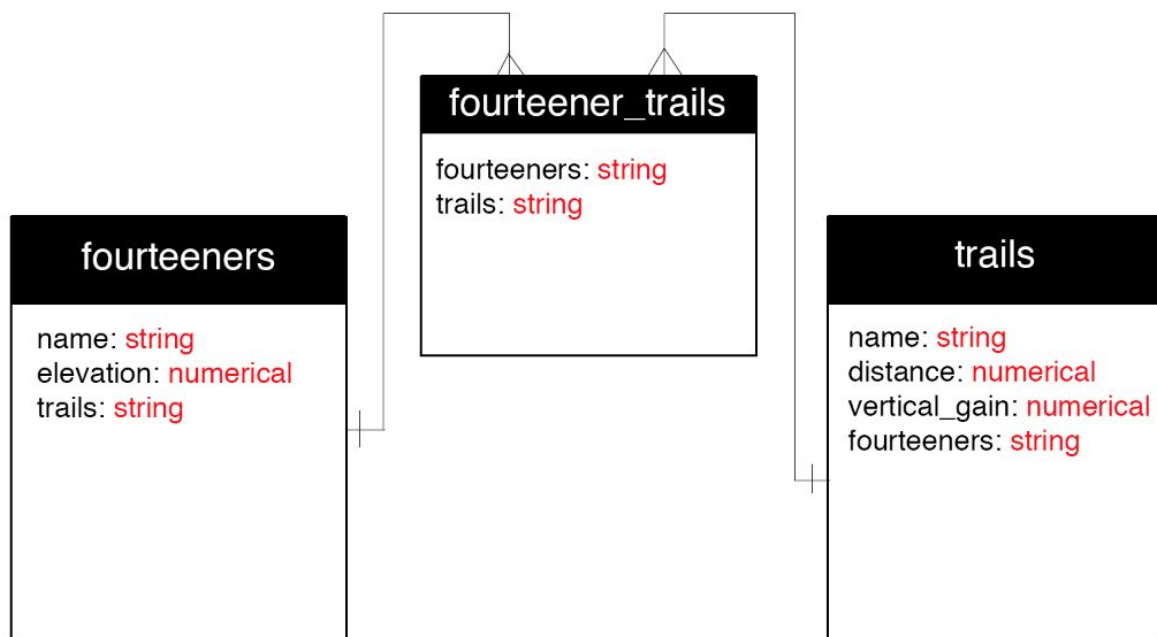 fourteener_trails
fourteeners: string
trails: string
fourteeners
name: string
elevation: numerical
trails: string
trails
name: string
distance: numerical
vertical_gain: numerical
fourteeners: string